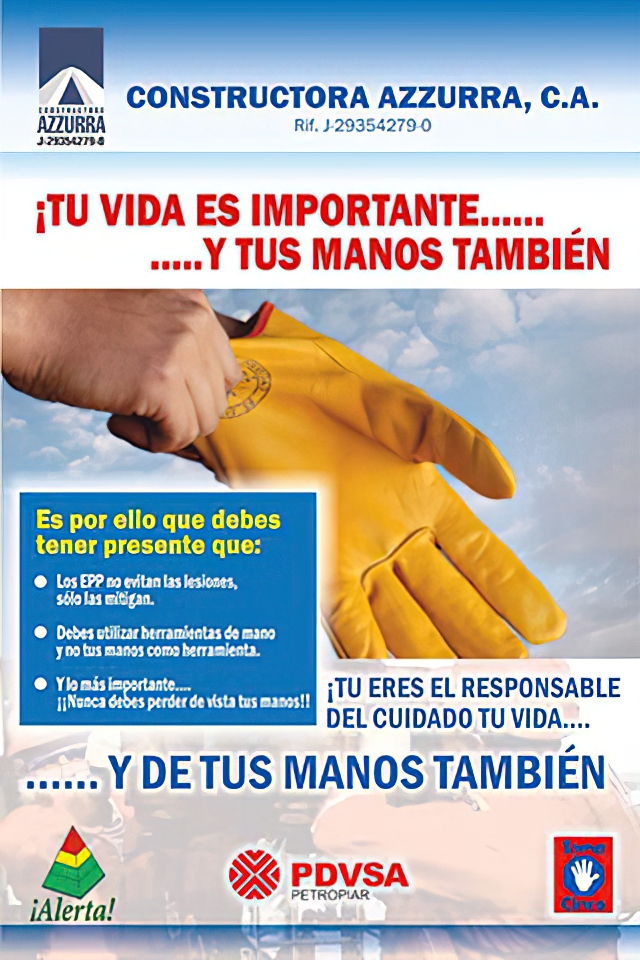 CONSTRUCTORA
AZZURRA
J-29354279-0
CONSTRUCTORA AZZURRA, C.A.
Rif. J-29354279-0
¡TU VIDA ES IMPORTANTE......
.....Y TUS MANOS TAMBIÉN
Es por ello que debes
tener presente que:
Los EPP no evitan las lesiones,
sólo las mitigan.
Debes utilizar herramientas de mano
y no tus manos como herramienta.
Y lo más importante....
¡¡Nunca debes perder de vista tus manos!!
¡TU ERES EL RESPONSABLE
DEL CUIDADO TU VIDA....
...... Y DE TUS MANOS TAMBIÉN
¡Alerta!
PDVSA
PETROPIAR